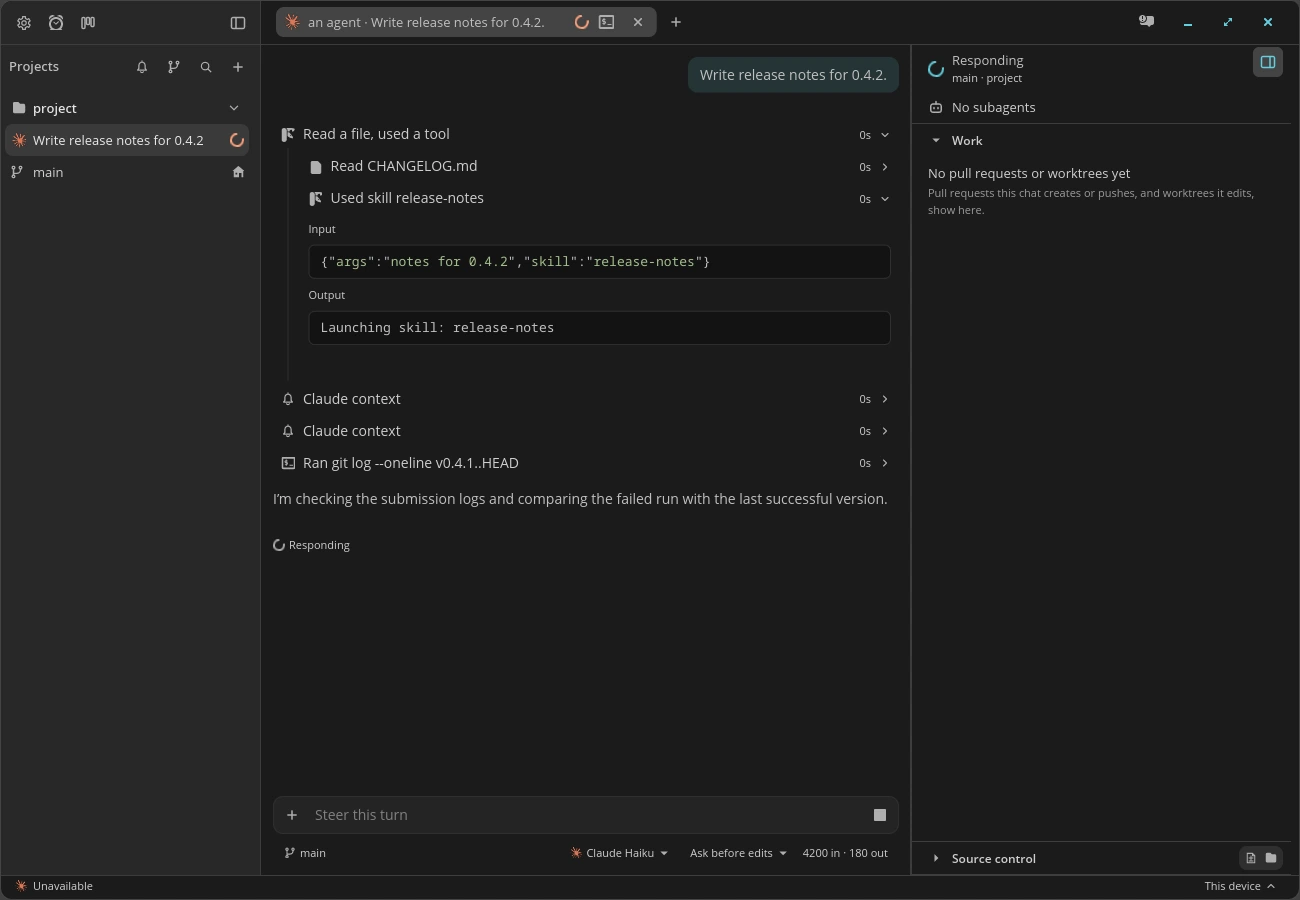 an agent · Write release notes for 0.4.2.
Projects
project
Write release notes for 0.4.2
main
Write release notes for 0.4.2.
Read a file, used a tool
0s
Read CHANGELOG.md
0s
Used skill release-notes
0s
Input
{"args":"notes for 0.4.2","skill":"release-notes"}
Output
Launching skill: release-notes
Claude context
0s
Claude context
0s
Ran git log --oneline v0.4.1..HEAD
0s
I'm checking the submission logs and comparing the failed run with the last successful version.
Responding
Steer this turn
main
Claude Haiku
Ask before edits
4200 in · 180 out
Responding
main · project
No subagents
Work
No pull requests or worktrees yet
Pull requests this chat creates or pushes, and worktrees it edits,
show here.
Source control
Unavailable
This device